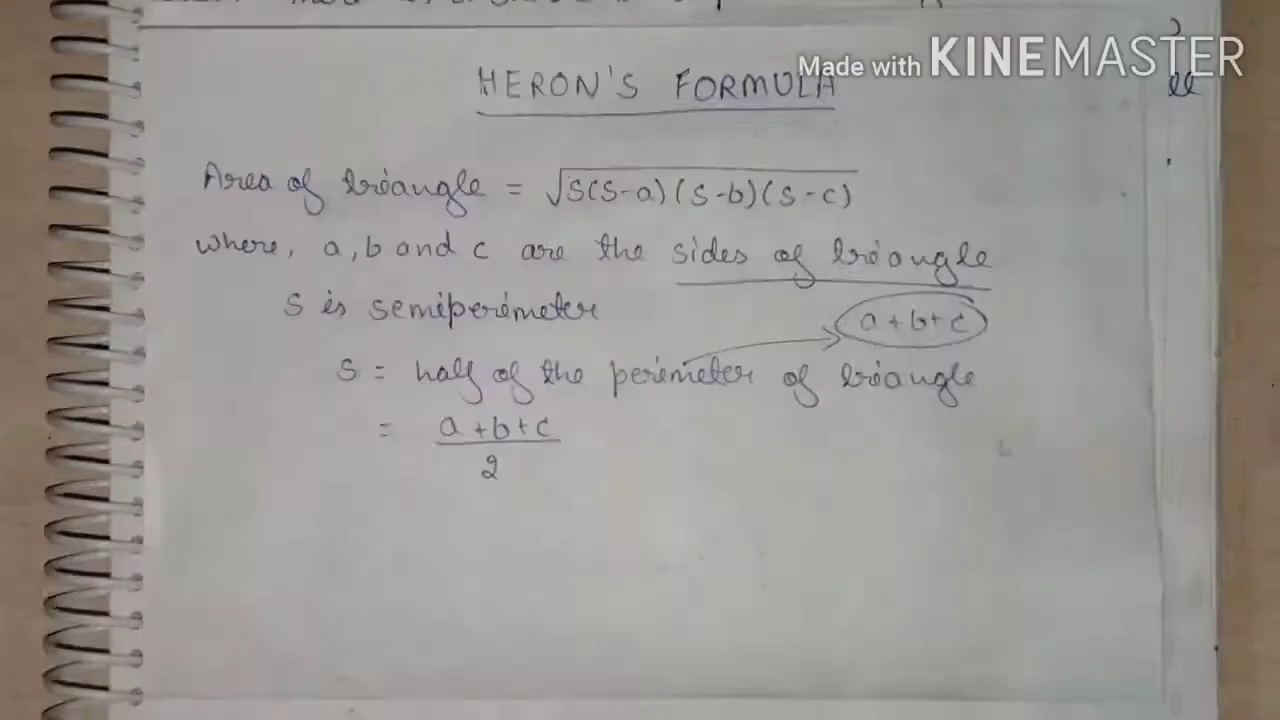 Made with KINEMASTER
HERON'S FORMULA
Area of triangle = √S(S-a)(S-b)(S-c)
where, a, b and c are the sides of triangle
S is semiperimeter
a+b+c
S = half of the perimeter of triangle
= a+b+c
2